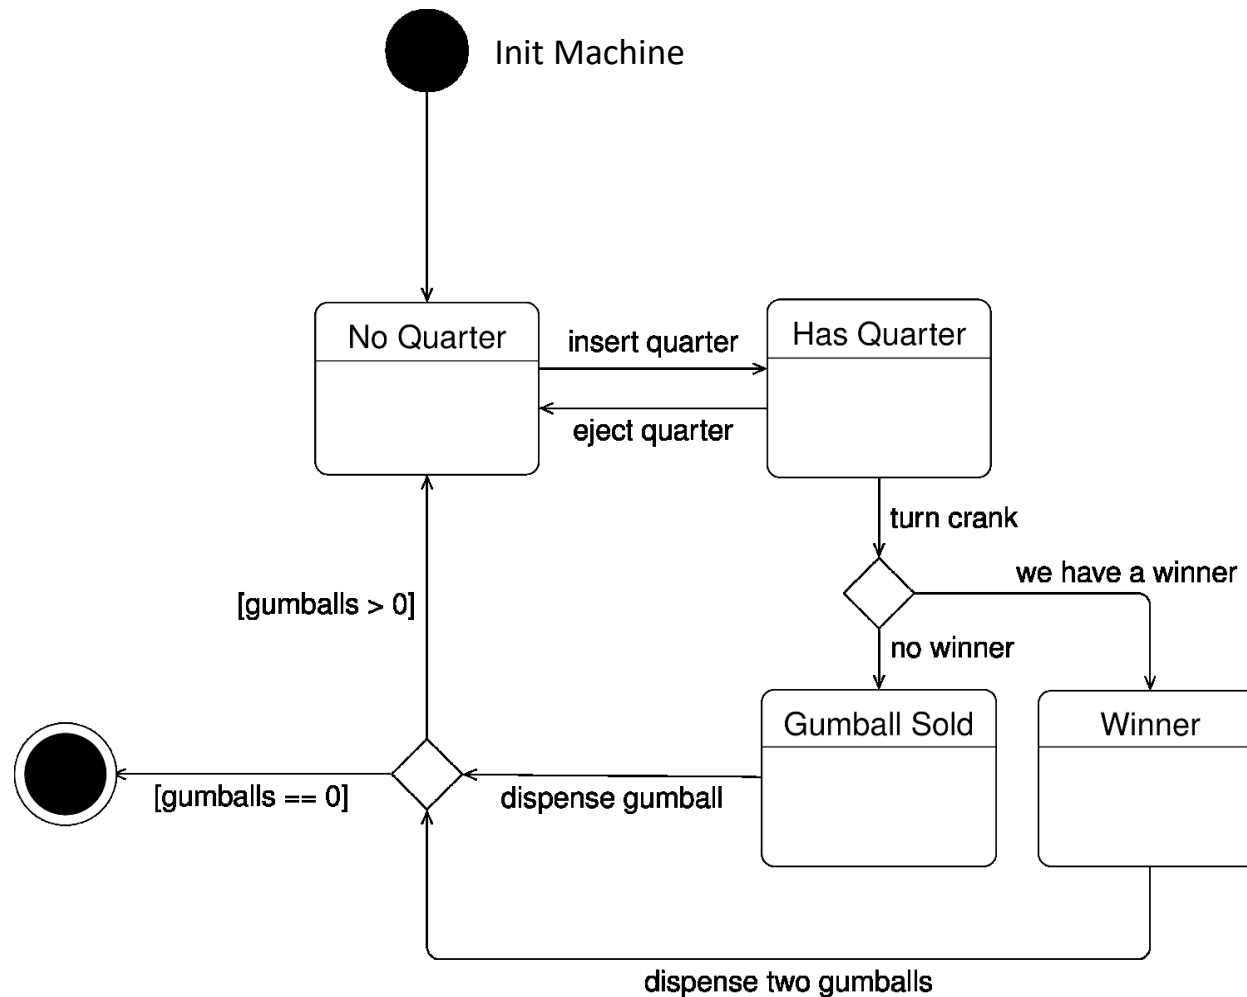 Init Machine
No Quarter
insert quarter
Has Quarter
eject quarter
turn crank
we have a winner
[gumballs > 0]
no winner
Gumball Sold
Winner
[gumballs == 0]
dispense gumball
dispense two gumballs